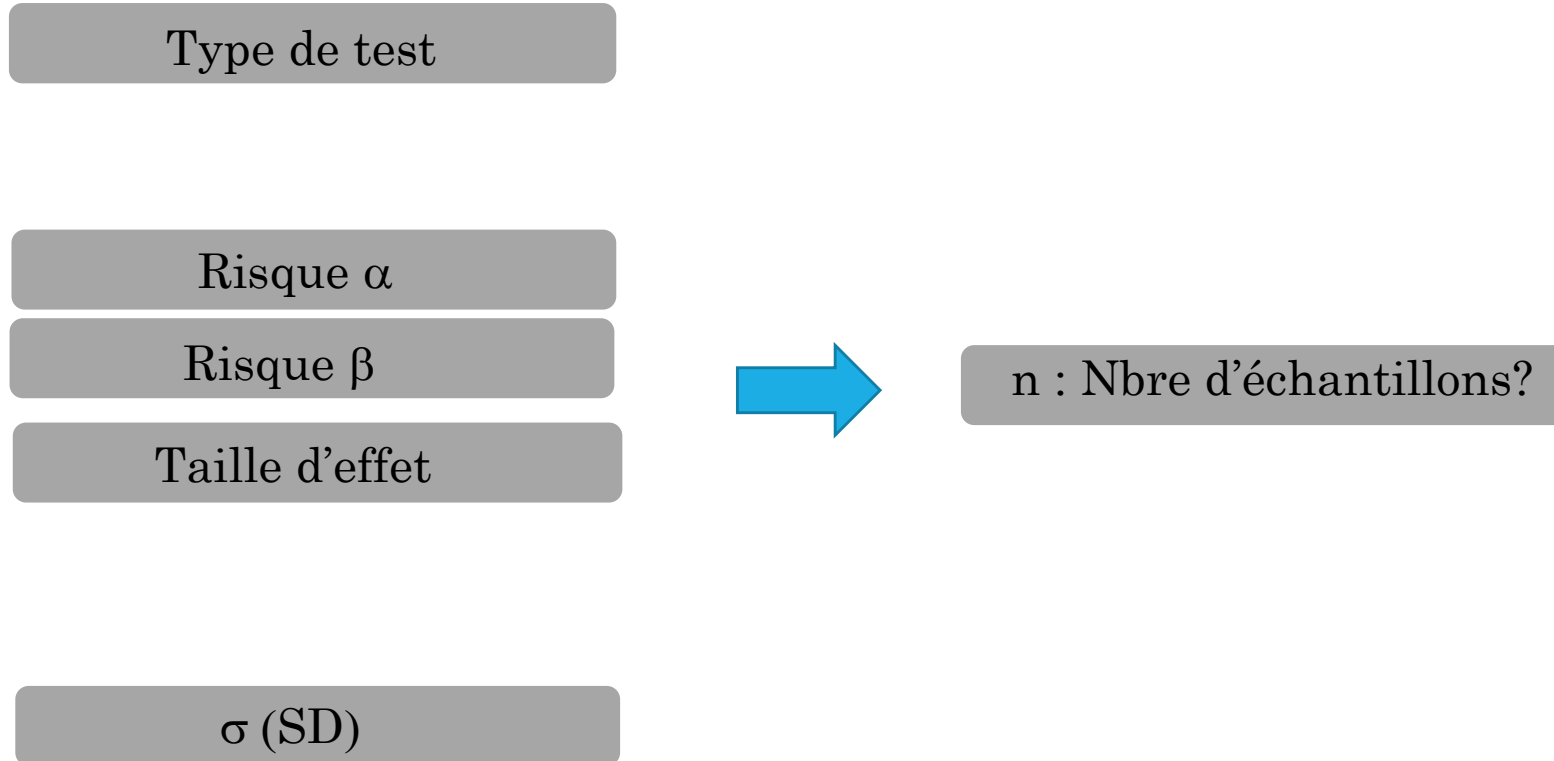 Type de test
Risque α
Risque β
Taille d'effet
σ (SD)
n : Nbre d'échantillons?